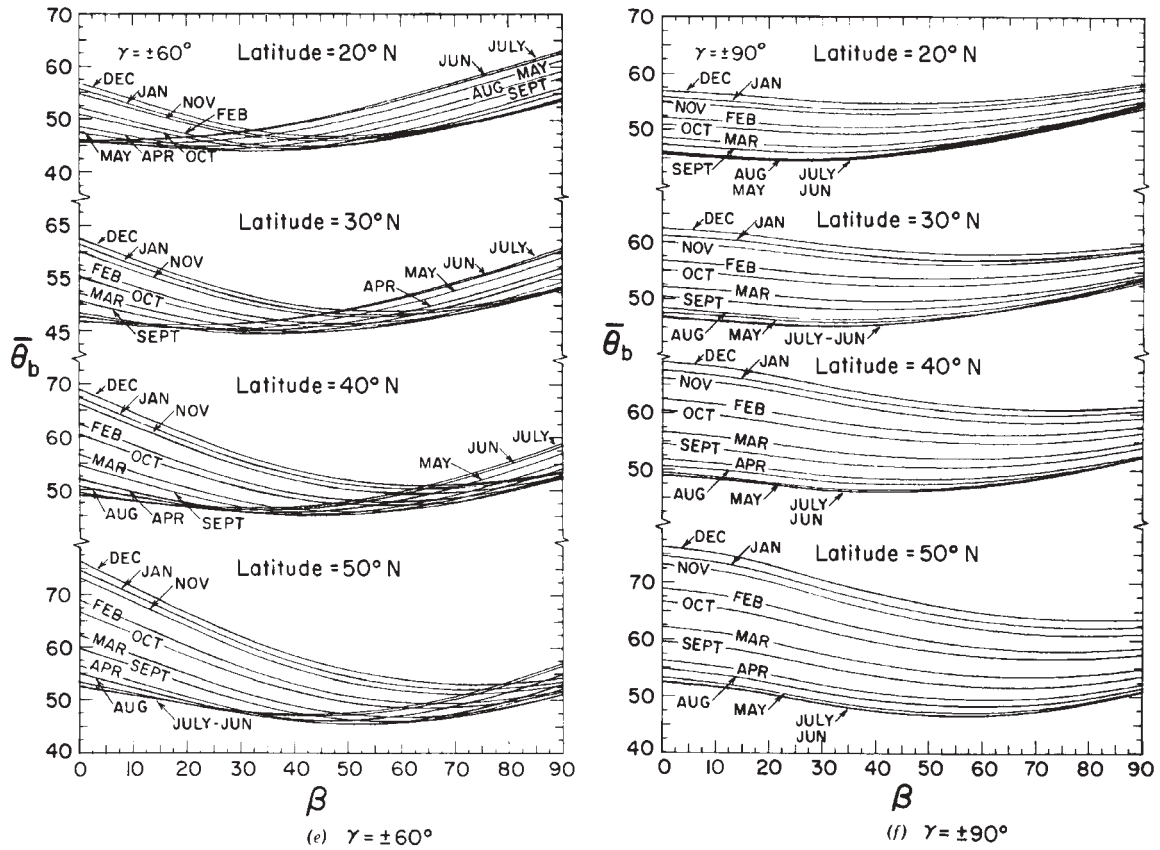 γ = ±60°
Latitude = 20° N
DEC
JAN
NOV
FEB
MAY
APR
OCT
JULY
JUN
MAY
AUG
SEPT
70
60
50
40
Latitude = 30° N
DEC
JAN
NOV
FEB
OCT
MAR
SEPT
JULY
JUN
MAY
APR
65
55
45
θ̅b
Latitude = 40° N
DEC
JAN
NOV
FEB
OCT
MAR
AUG
APR
SEPT
JULY
JUN
MAY
70
60
50
Latitude = 50° N
DEC
JAN
NOV
FEB
OCT
MAR
SEPT
APR
AUG
JULY-JUN
70
60
50
40
0 10 20 30 40 50 60 70 80 90
β
(e) γ = ±60°
γ = ±90°
Latitude = 20° N
DEC
JAN
NOV
FEB
OCT
MAR
SEPT
AUG
MAY
JULY
JUN
70
60
50
Latitude = 30° N
DEC
JAN
NOV
FEB
OCT
MAR
SEPT
AUG
MAY
JULY-JUN
60
50
θ̅b
Latitude = 40° N
DEC
JAN
NOV
FEB
OCT
MAR
SEPT
APR
AUG
MAY
JULY
JUN
60
50
Latitude = 50° N
DEC
JAN
NOV
FEB
OCT
MAR
SEPT
APR
AUG
MAY
JULY
JUN
70
60
50
40
0 10 20 30 40 50 60 70 80 90
β
(f) γ = ±90°